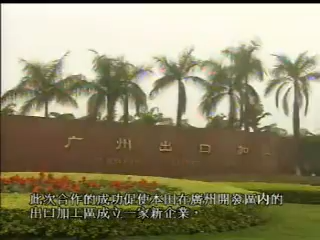 广州出口加
此次合作的成功促使本田在廣州開發區内的
出口加工區成立一家新企業，